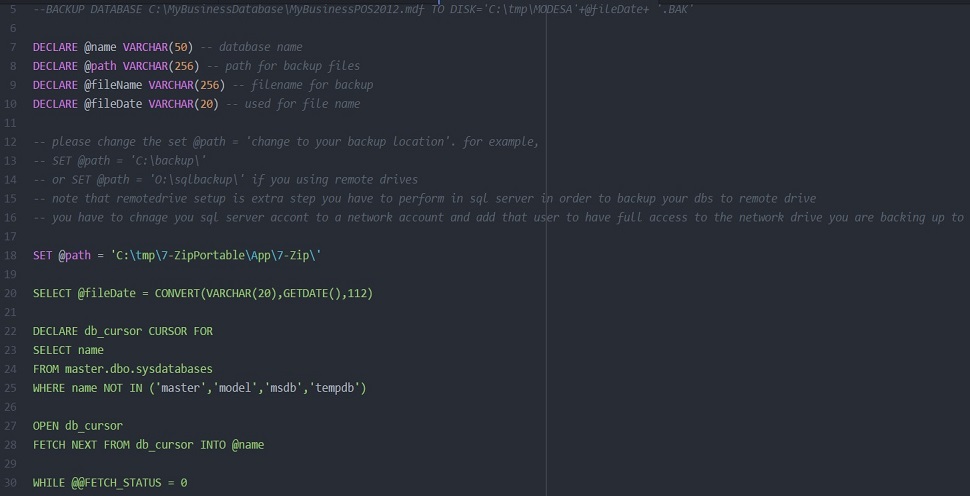 5 --BACKUP DATABASE C:\MyBusinessDatabase\MyBusinessPOS2012.mdf TO DISK='C:\tmp\MODESA'+@fileDate+ '.BAK'
6
7 DECLARE @name VARCHAR(50) -- database name
8 DECLARE @path VARCHAR(256) -- path for backup files
9 DECLARE @fileName VARCHAR(256) -- filename for backup
10 DECLARE @fileDate VARCHAR(20) -- used for file name
11
12 -- please change the set @path = 'change to your backup location'. for example,
13 -- SET @path = 'C:\backup\'
14 -- or SET @path = 'O:\sqlbackup\' if you using remote drives
15 -- note that remotedrive setup is extra step you have to perform in sql server in order to backup your dbs to remote drive
16 -- you have to chnage you sql server accont to a network account and add that user to have full access to the network drive you are backing up to
17
18 SET @path = 'C:\tmp\7-ZipPortable\App\7-Zip\'
19
20 SELECT @fileDate = CONVERT(VARCHAR(20),GETDATE(),112)
21
22 DECLARE db_cursor CURSOR FOR
23 SELECT name
24 FROM master.dbo.sysdatabases
25 WHERE name NOT IN ('master','model','msdb','tempdb')
26
27 OPEN db_cursor
28 FETCH NEXT FROM db_cursor INTO @name
29
30 WHILE @@FETCH_STATUS = 0